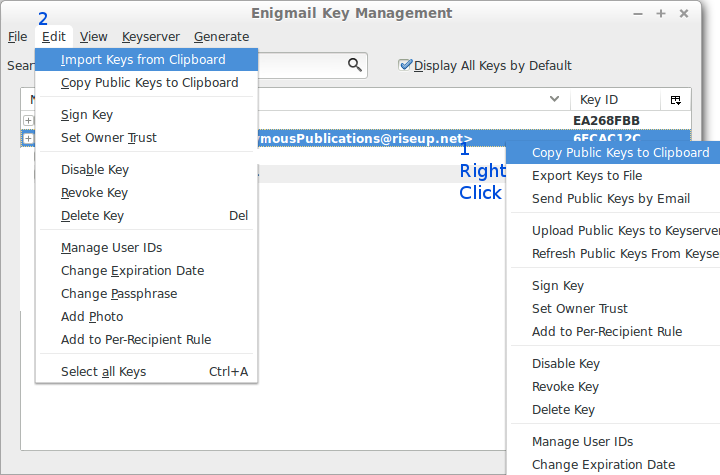 Enigmail Key Management
2
File Edit View Keyserver Generate
Sear
Display All Keys by Default
Import Keys from Clipboard
Copy Public Keys to Clipboard
Sign Key
Set Owner Trust
Disable Key
Revoke Key
Delete Key Del
Manage User IDs
Change Expiration Date
Change Passphrase
Add Photo
Add to Per-Recipient Rule
Select all Keys Ctrl+A
Key ID
EA268FBB
mousPublications@riseup.net> 6ECAC12C
1
Right
Click
Copy Public Keys to Clipboard
Export Keys to File
Send Public Keys by Email
Upload Public Keys to Keyserver
Refresh Public Keys From Keyse
Sign Key
Set Owner Trust
Add to Per-Recipient Rule
Disable Key
Revoke Key
Delete Key
Manage User IDs
Change Expiration Date